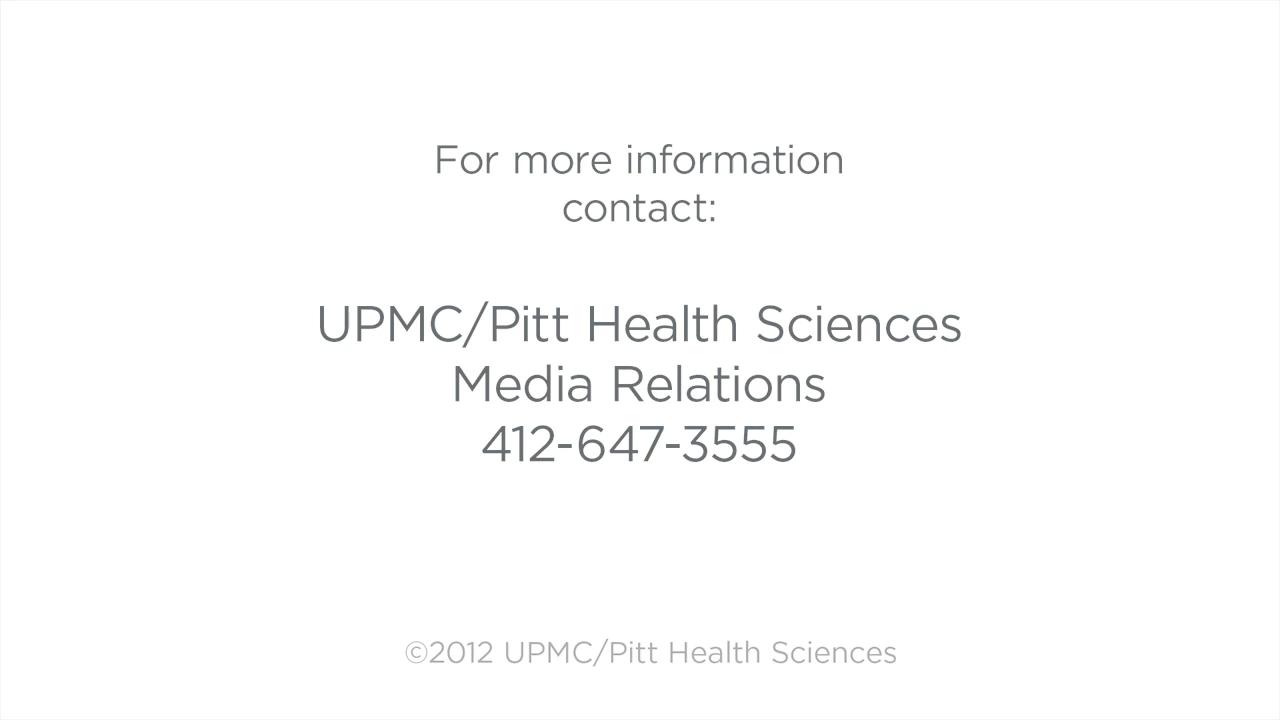 For more information
contact:
UPMC/Pitt Health Sciences
Media Relations
412-647-3555
©2012 UPMC/Pitt Health Sciences